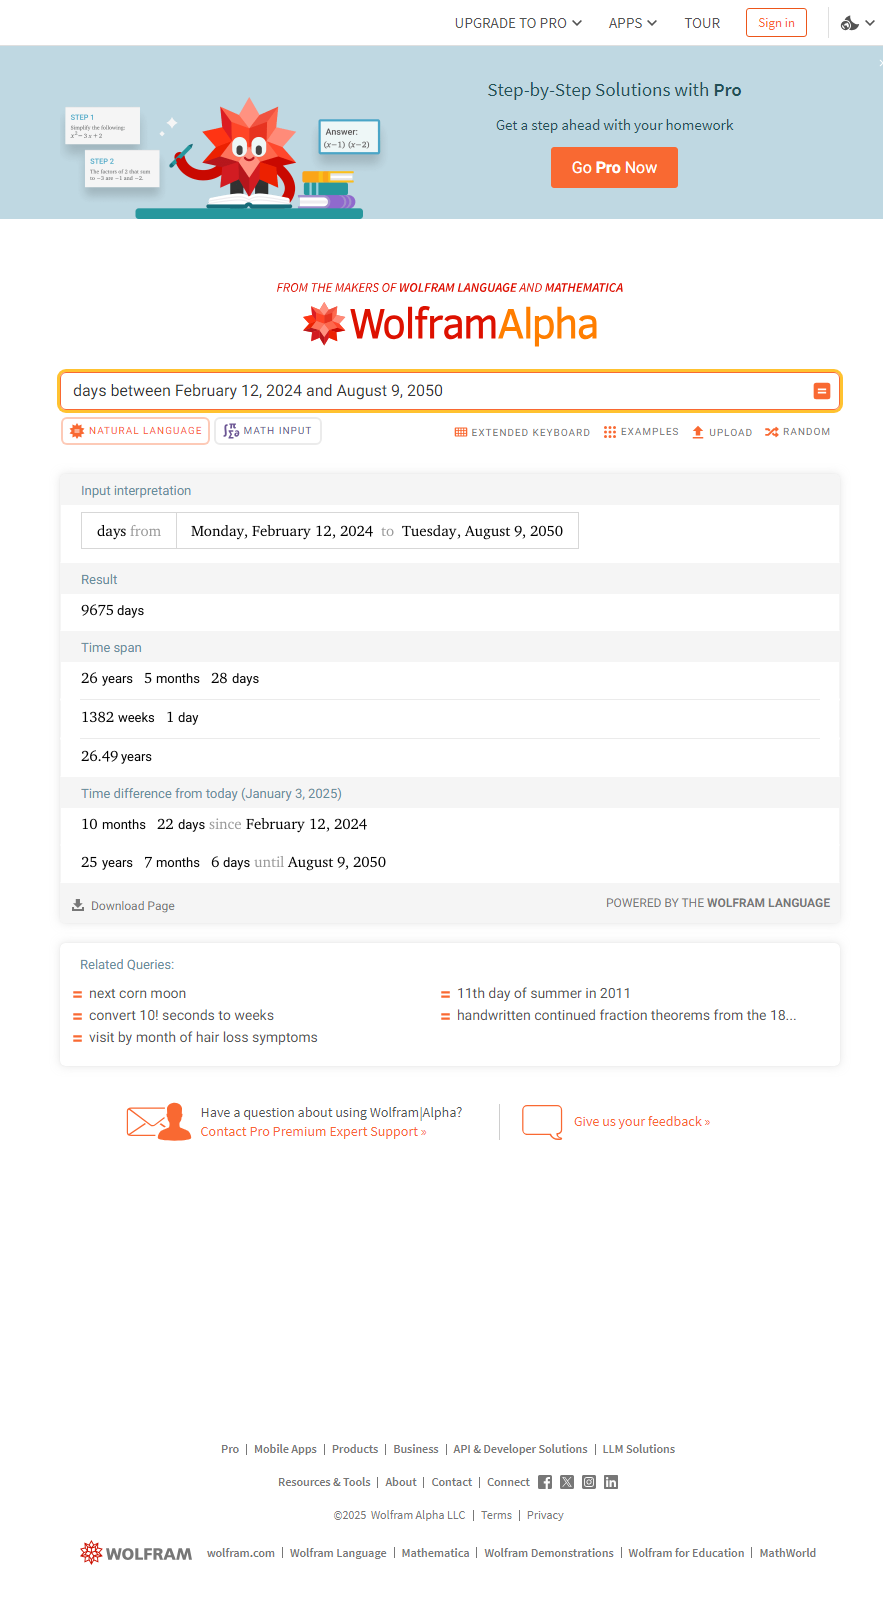 UPGRADE TO PRO APPS TOUR Sign in
Step-by-Step Solutions with Pro
Get a step ahead with your homework
Go Pro Now
STEP 1
Simplify the following:
x² − 3 x + 2
STEP 2
The factors of 2 that sum
to −3 are −1 and −2.
Answer:
(x−1) (x−2)
FROM THE MAKERS OF WOLFRAM LANGUAGE AND MATHEMATICA
WolframAlpha
days between February 12, 2024 and August 9, 2050
NATURAL LANGUAGE MATH INPUT EXTENDED KEYBOARD EXAMPLES UPLOAD RANDOM
Input interpretation
days from Monday, February 12, 2024 to Tuesday, August 9, 2050
Result
9675 days
Time span
26 years 5 months 28 days
1382 weeks 1 day
26.49 years
Time difference from today (January 3, 2025)
10 months 22 days since February 12, 2024
25 years 7 months 6 days until August 9, 2050
Download Page POWERED BY THE WOLFRAM LANGUAGE
Related Queries:
= next corn moon = 11th day of summer in 2011
= convert 10! seconds to weeks = handwritten continued fraction theorems from the 18...
= visit by month of hair loss symptoms
Have a question about using Wolfram|Alpha?
Contact Pro Premium Expert Support »
Give us your feedback »
Pro | Mobile Apps | Products | Business | API & Developer Solutions | LLM Solutions
Resources & Tools | About | Contact | Connect
©2025 Wolfram Alpha LLC | Terms | Privacy
WOLFRAM wolfram.com | Wolfram Language | Mathematica | Wolfram Demonstrations | Wolfram for Education | MathWorld